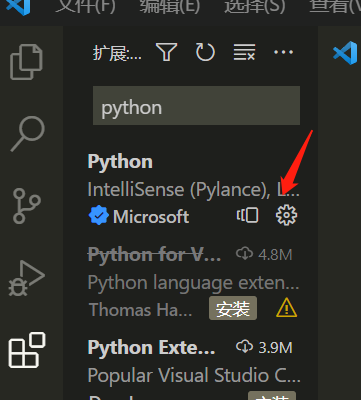 文件(F) 编辑(E) 选择(S) 查看(V
扩展:...
python
Python
IntelliSense (Pylance), L...
Microsoft
Python for V... 4.8M
Python language exten...
Thomas Ha... 安装
Python Exte... 3.9M
Popular Visual Studio C...
安装